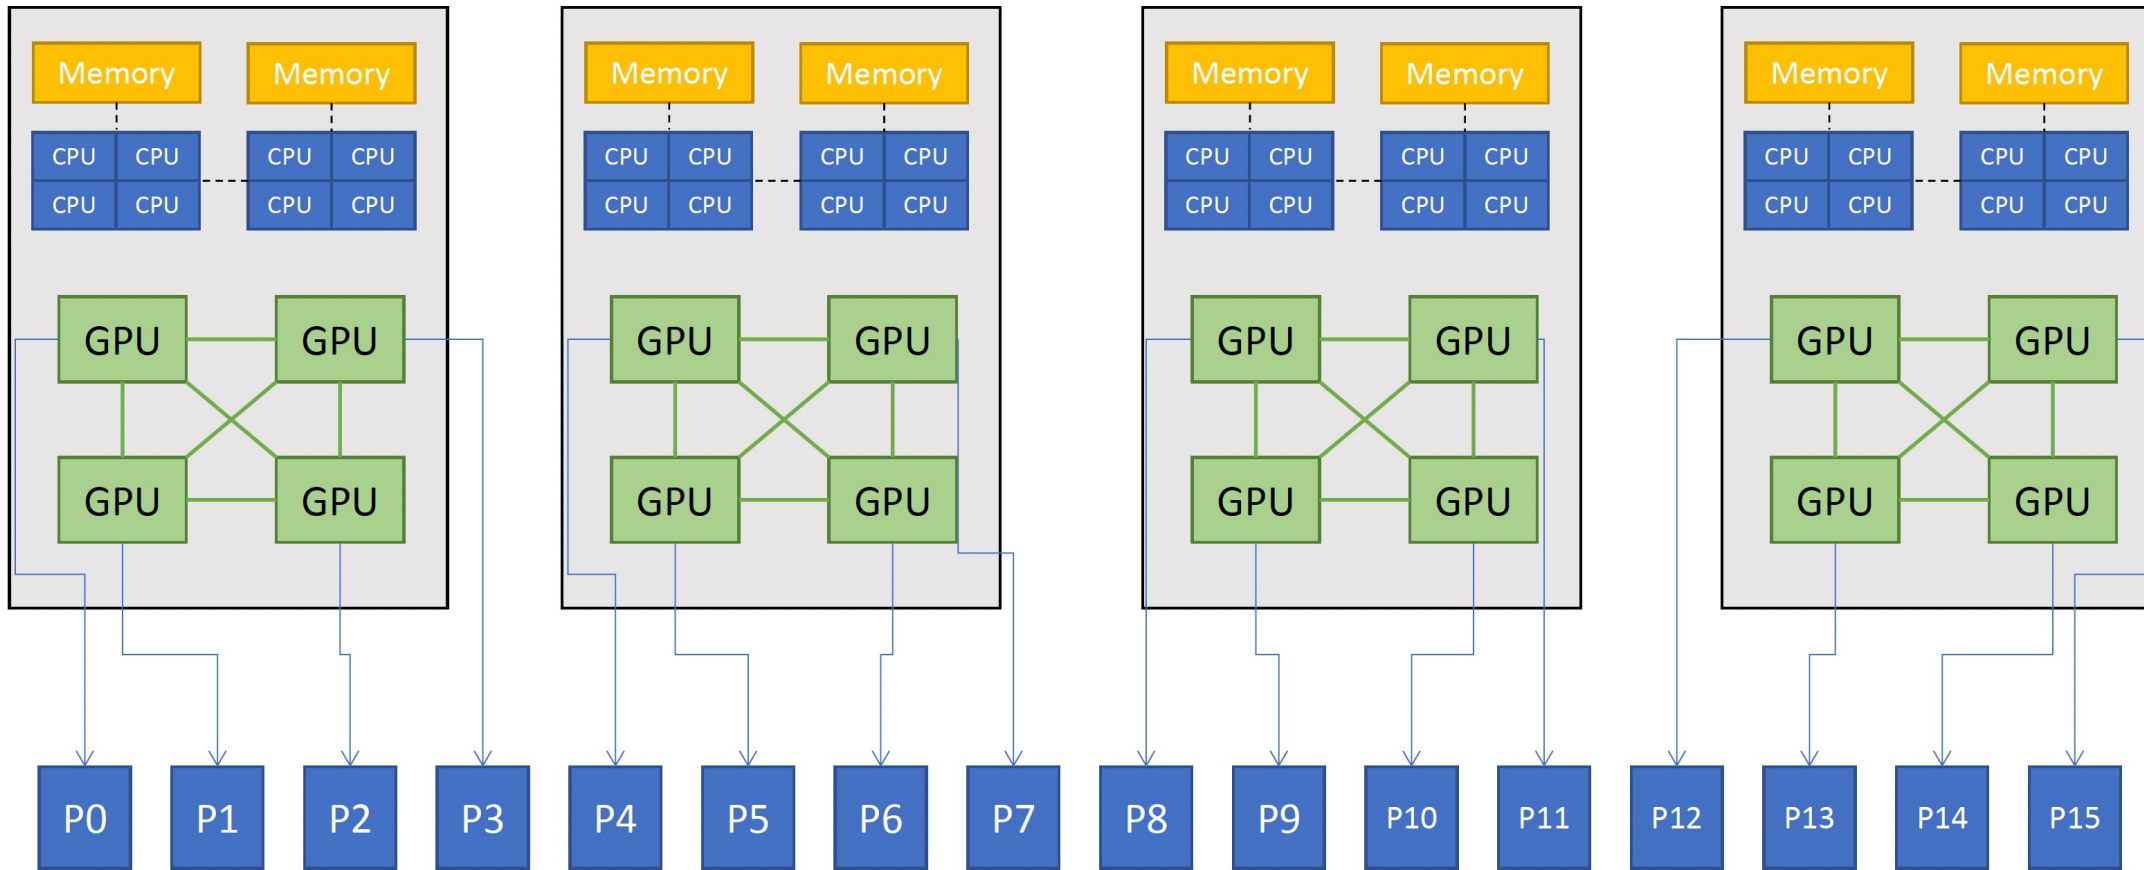 Memory Memory Memory Memory Memory Memory Memory Memory
CPU CPU CPU CPU CPU CPU CPU CPU CPU CPU CPU CPU CPU CPU CPU CPU
CPU CPU CPU CPU CPU CPU CPU CPU CPU CPU CPU CPU CPU CPU CPU CPU
GPU GPU GPU GPU GPU GPU GPU GPU
GPU GPU GPU GPU GPU GPU GPU GPU
P0 P1 P2 P3 P4 P5 P6 P7 P8 P9 P10 P11 P12 P13 P14 P15